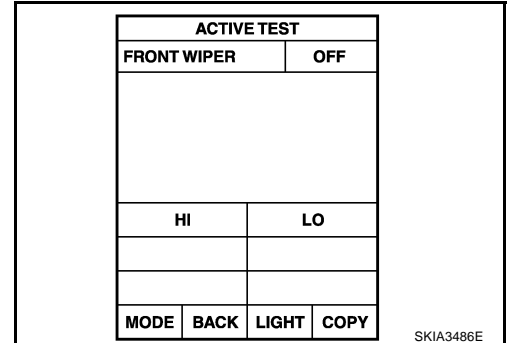 ACTIVE TEST
FRONT WIPER OFF
HI LO
MODE BACK LIGHT COPY
SKIA3486E